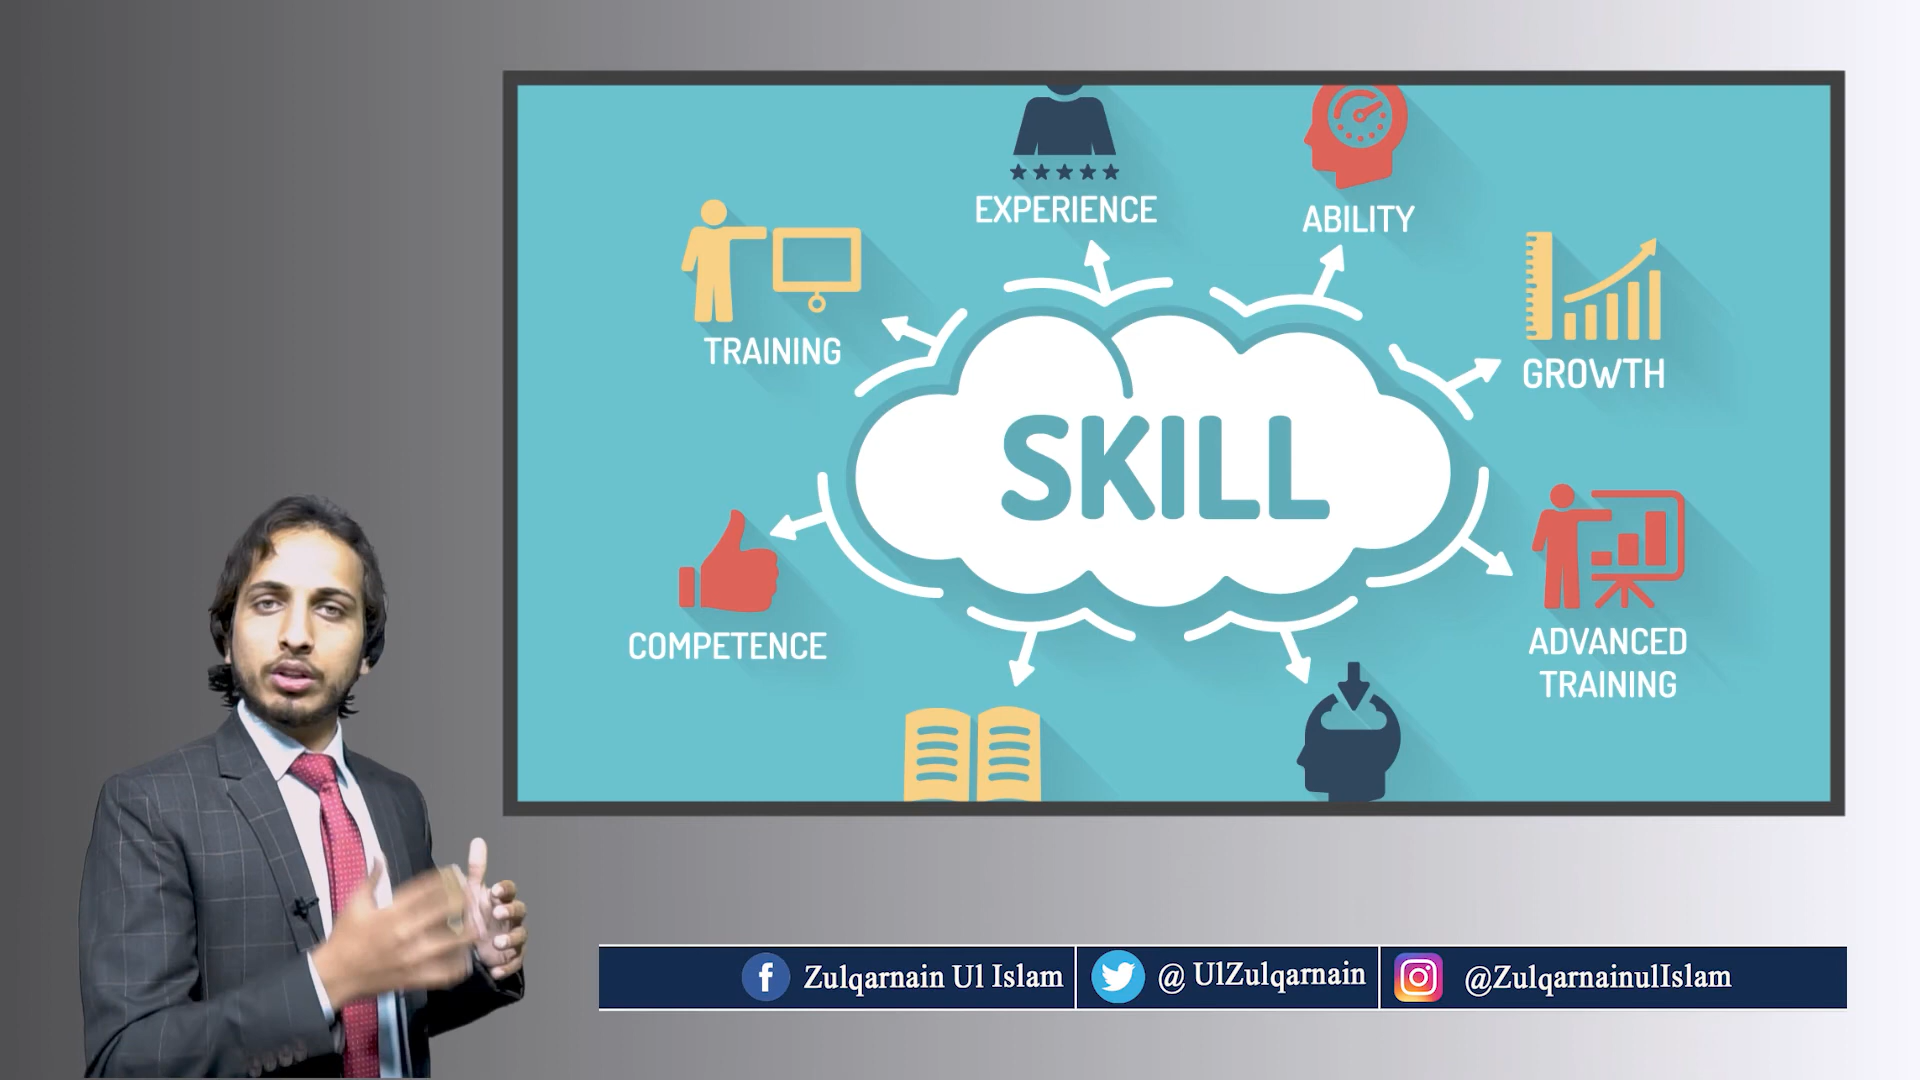 EXPERIENCE
ABILITY
TRAINING
GROWTH
SKILL
COMPETENCE
ADVANCED
TRAINING
Zulqarnain Ul Islam
@ UlZulqarnain
@ZulqarnainulIslam